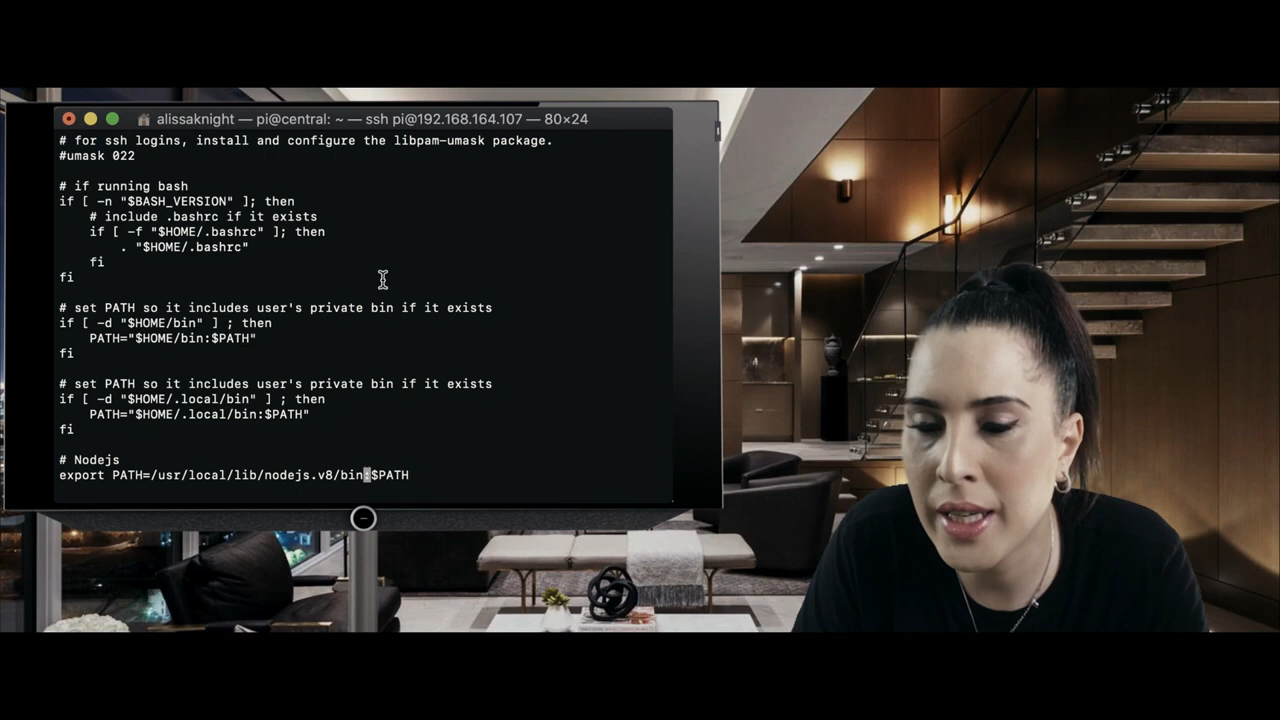 alissaknight — pi@central: ~ — ssh pi@192.168.164.107 — 80×24
# for ssh logins, install and configure the libpam-umask package.
#umask 022
# if running bash
if [ -n "$BASH_VERSION" ]; then
# include .bashrc if it exists
if [ -f "$HOME/.bashrc" ]; then
. "$HOME/.bashrc"
fi
fi
# set PATH so it includes user's private bin if it exists
if [ -d "$HOME/bin" ] ; then
PATH="$HOME/bin:$PATH"
fi
# set PATH so it includes user's private bin if it exists
if [ -d "$HOME/.local/bin" ] ; then
PATH="$HOME/.local/bin:$PATH"
fi
# Nodejs
export PATH=/usr/local/lib/nodejs.v8/bin:$PATH